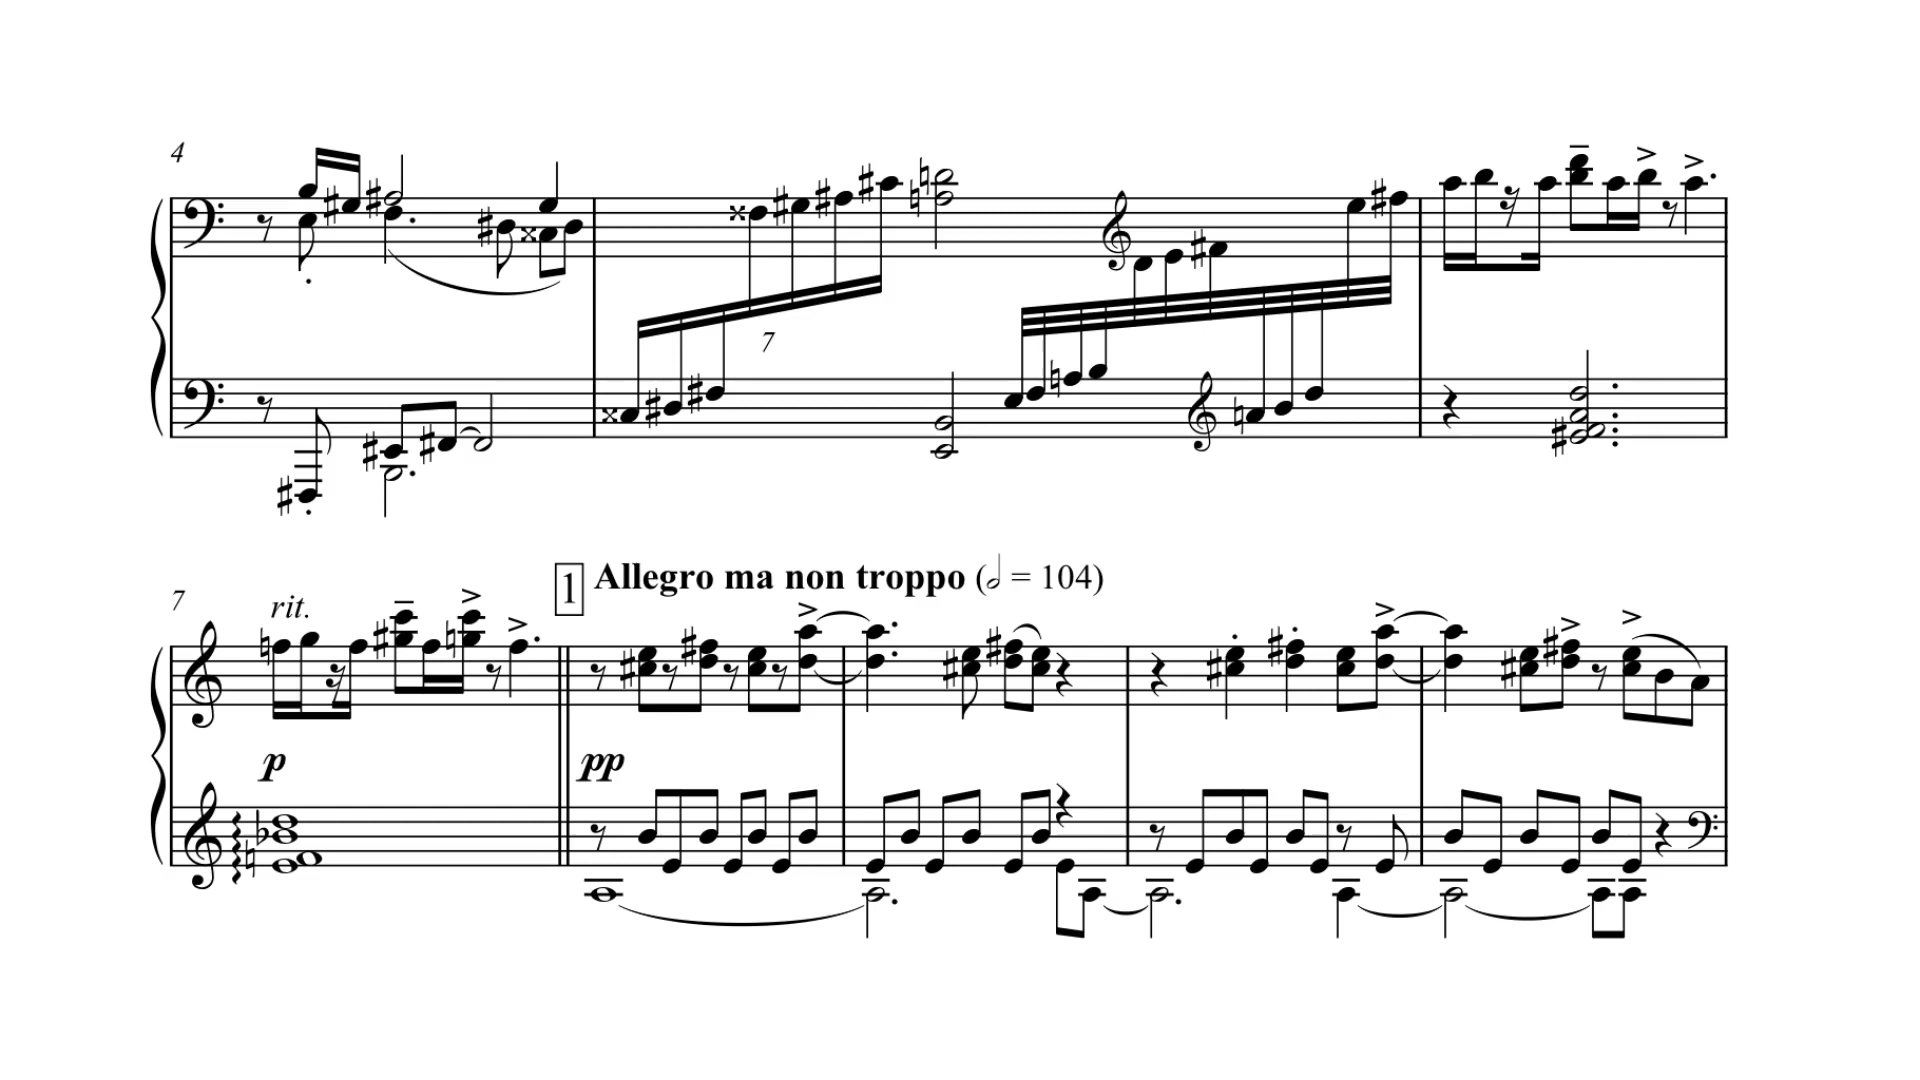 4
7
7
rit.
1 Allegro ma non troppo (𝅗𝅥 = 104)
p
pp